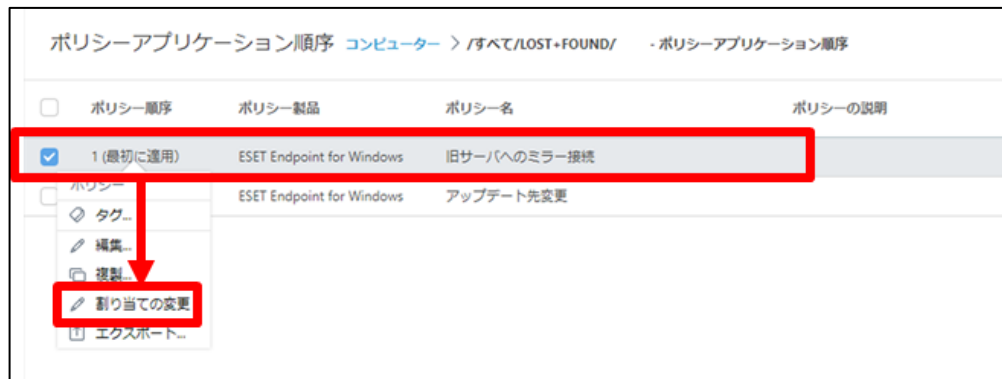 ポリシーアプリケーション順序 コンピューター > /すべて/LOST+FOUND/ - ポリシーアプリケーション順序
ポリシー順序 ポリシー製品 ポリシー名 ポリシーの説明
1 (最初に適用) ESET Endpoint for Windows 旧サーバへのミラー接続
ポリシー
ESET Endpoint for Windows アップデート先変更
タグ...
編集...
複製...
割り当ての変更
エクスポート...